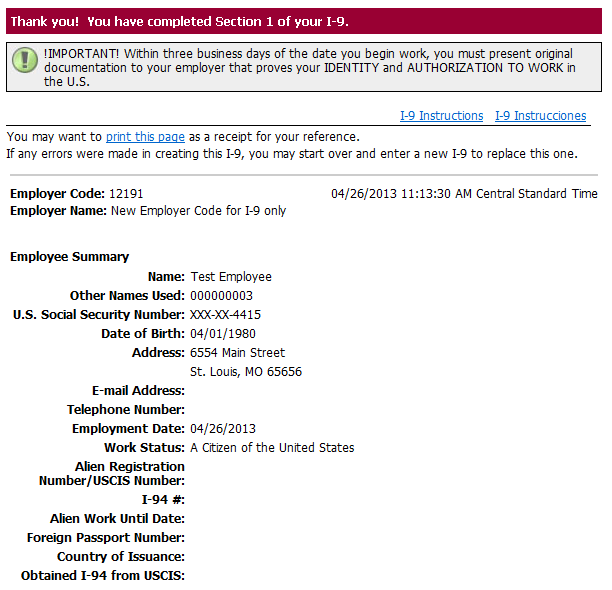 Thank you!  You have completed Section 1 of your I-9.
!IMPORTANT! Within three business days of the date you begin work, you must present original
documentation to your employer that proves your IDENTITY and AUTHORIZATION TO WORK in
the U.S.
I-9 Instructions I-9 Instrucciones
You may want to print this page as a receipt for your reference.
If any errors were made in creating this I-9, you may start over and enter a new I-9 to replace this one.
Employer Code: 12191 04/26/2013 11:13:30 AM Central Standard Time
Employer Name: New Employer Code for I-9 only
Employee Summary
Name: Test Employee
Other Names Used: 000000003
U.S. Social Security Number: XXX-XX-4415
Date of Birth: 04/01/1980
Address: 6554 Main Street
St. Louis, MO 65656
E-mail Address:
Telephone Number:
Employment Date: 04/26/2013
Work Status: A Citizen of the United States
Alien Registration
Number/USCIS Number:
I-94 #:
Alien Work Until Date:
Foreign Passport Number:
Country of Issuance:
Obtained I-94 from USCIS: